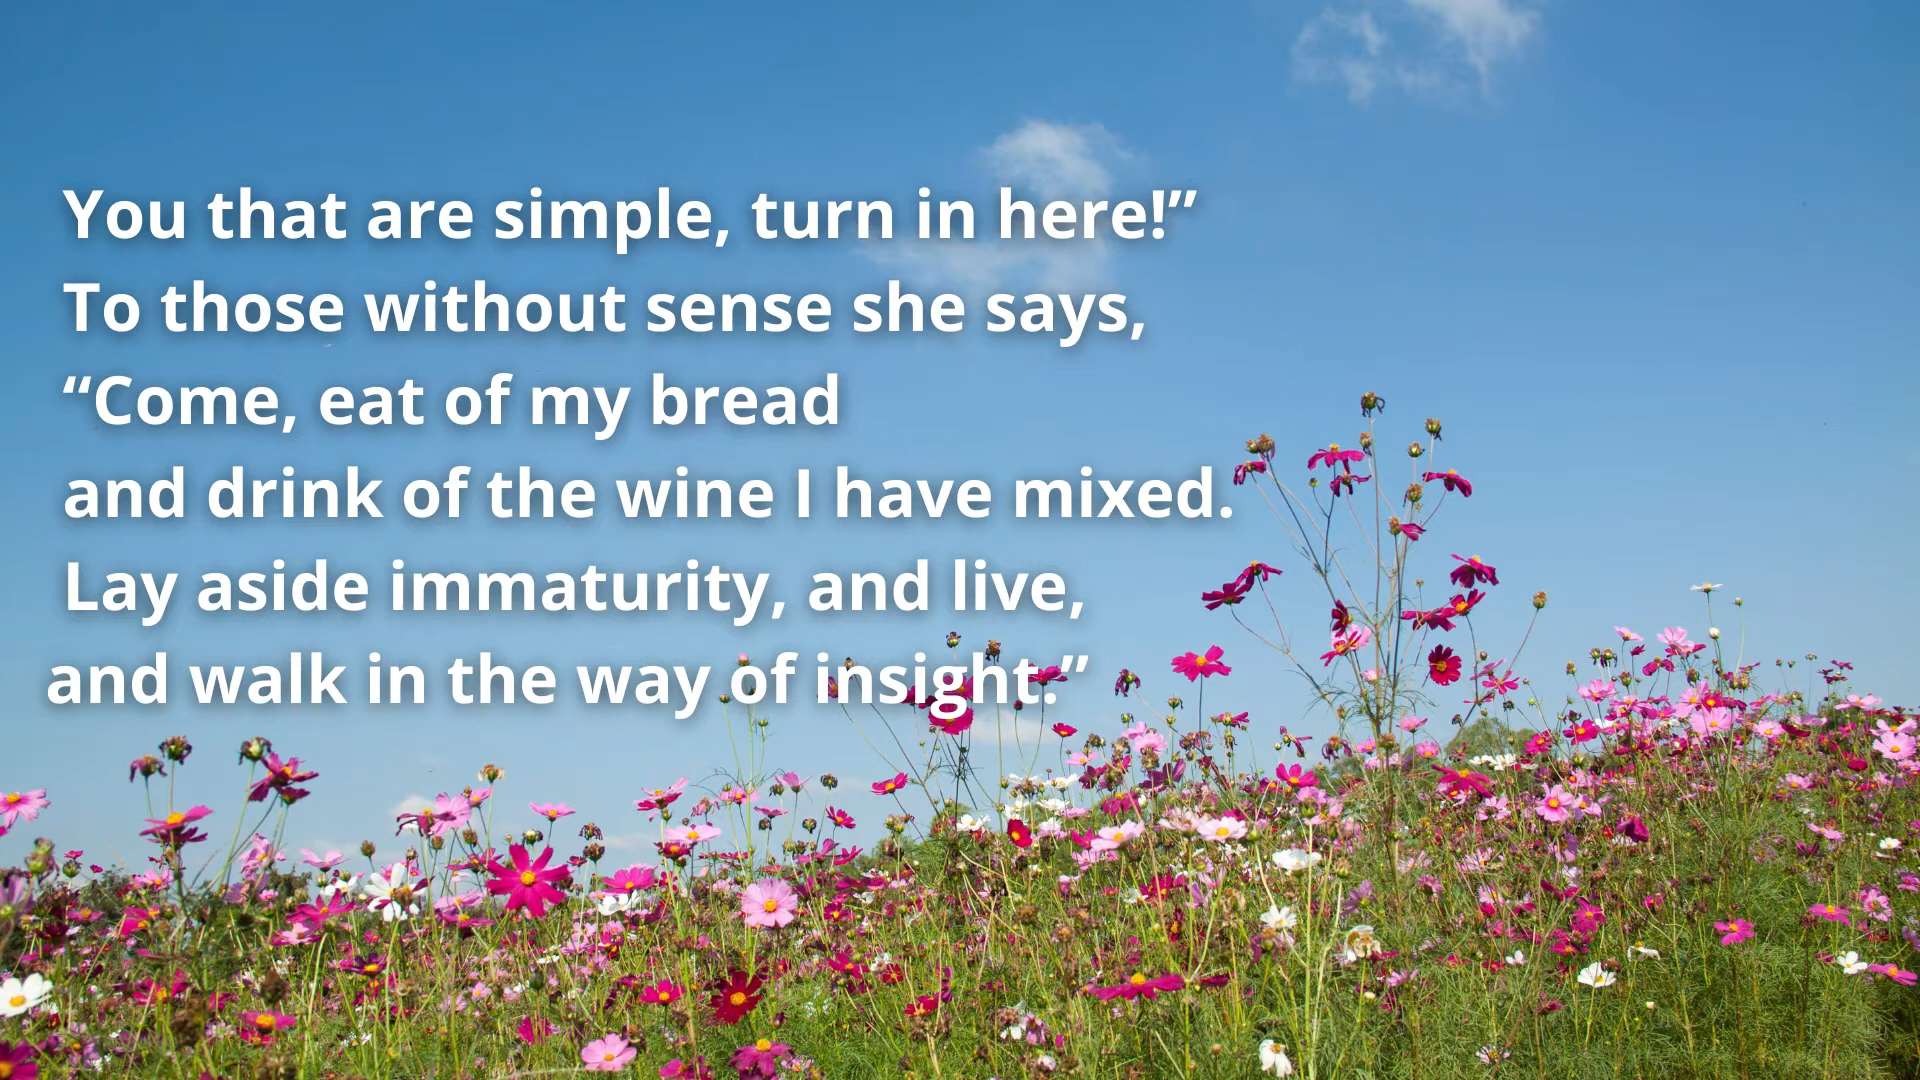 You that are simple, turn in here!”
To those without sense she says,
“Come, eat of my bread
and drink of the wine I have mixed.
Lay aside immaturity, and live,
and walk in the way of insight.”